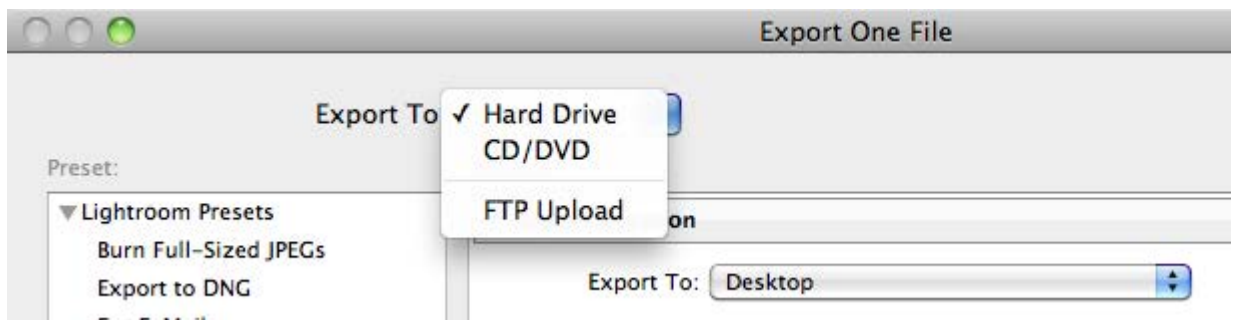 Export One File
Export To ✓ Hard Drive
CD/DVD
FTP Upload
Preset:
▼Lightroom Presets
Burn Full-Sized JPEGs
Export to DNG
on
Export To: Desktop